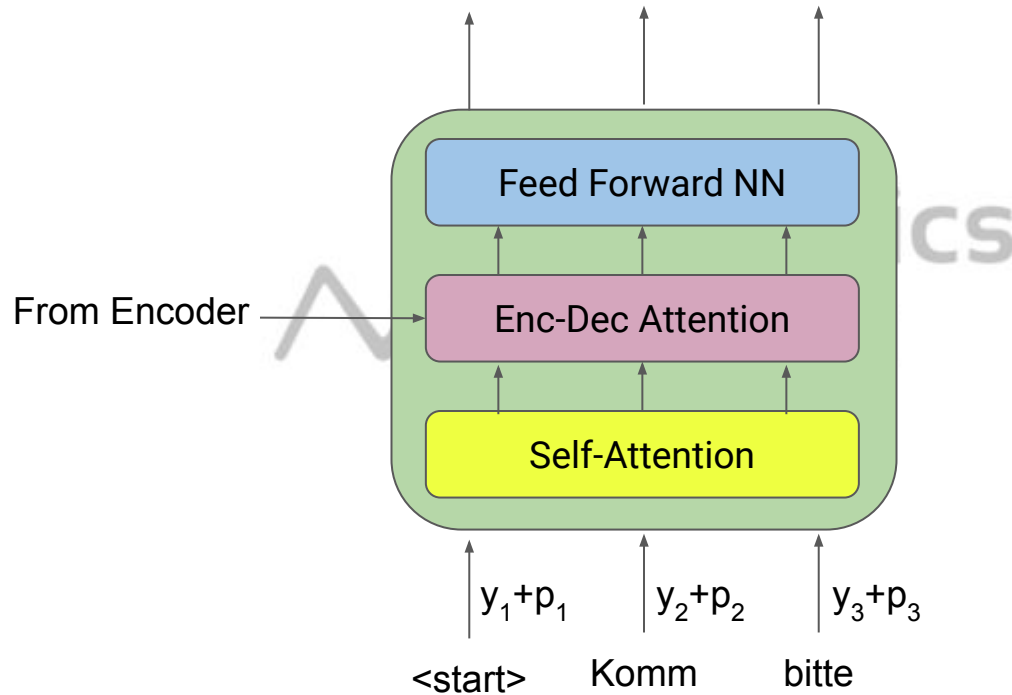 Feed Forward NN
ics
From Encoder
Enc-Dec Attention
Self-Attention
y₁+p₁ y₂+p₂ y₃+p₃
<start> Komm bitte